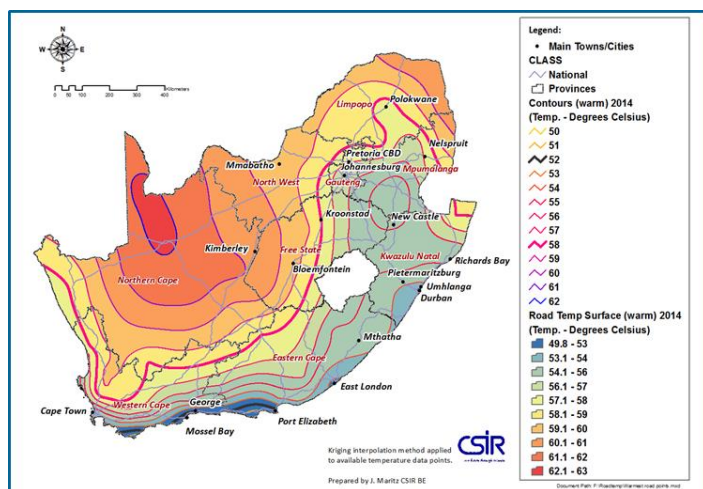 N
W
E
S
Kilometers
Limpopo
Polokwane
Nelspruit
Pretoria CBD
Mmabatho
Johannesburg
Mpumalanga
North West
Gauteng
Kroonstad
New Castle
Kimberley
Free State
Kwazulu Natal
Bloemfontein
Richards Bay
Northern Cape
Pietermaritzburg
Umhlanga
Durban
Mthatha
Eastern Cape
East London
Western Cape
George
Cape Town
Port Elizabeth
Mossel Bay
Kriging interpolation method applied
to available temperature data points.
Prepared by J. Maritz CSIR BE
CSIR
Legend:
Main Towns/Cities
CLASS
National
Provinces
Contours (warm) 2014
(Temp. - Degrees Celsius)
50
51
52
53
54
55
56
57
58
59
60
61
62
Road Temp Surface (warm) 2014
(Temp. - Degrees Celsius)
49.8 - 53
53.1 - 54
54.1 - 56
56.1 - 57
57.1 - 58
58.1 - 59
59.1 - 60
60.1 - 61
61.1 - 62
62.1 - 63